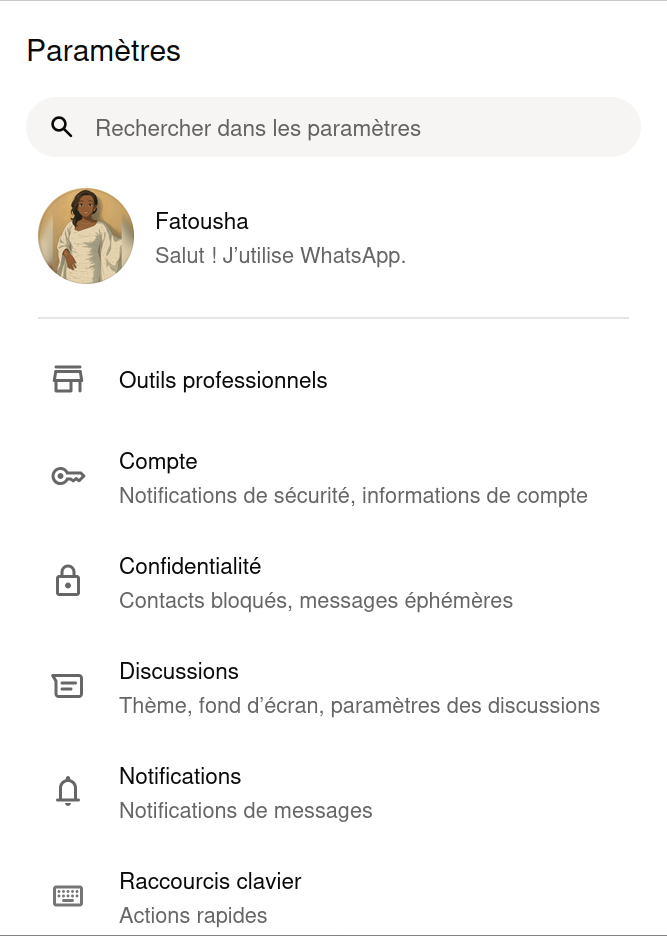 Paramètres
Rechercher dans les paramètres
Fatousha
Salut ! J’utilise WhatsApp.
Outils professionnels
Compte
Notifications de sécurité, informations de compte
Confidentialité
Contacts bloqués, messages éphémères
Discussions
Thème, fond d’écran, paramètres des discussions
Notifications
Notifications de messages
Raccourcis clavier
Actions rapides